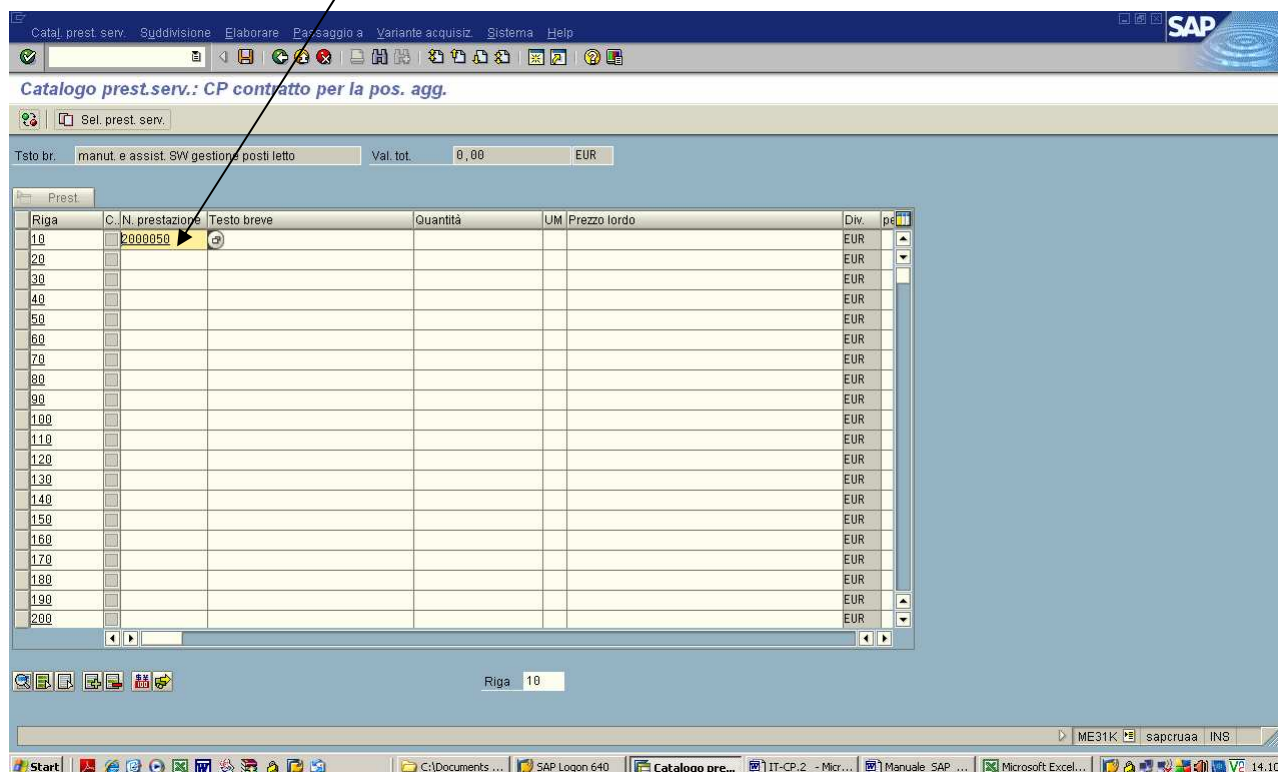 Catal. prest. serv. Suddivisione Elaborare Passaggio a Variante acquisiz. Sistema Help
SAP
Catalogo prest.serv.: CP contratto per la pos. agg.
Sel. prest. serv.
Tsto br. manut. e assist. SW gestione posti letto Val. tot. 0,00 EUR
Prest.
Riga C.. N. prestazione Testo breve Quantità UM Prezzo lordo Div. pe
10 2000050 EUR
20 EUR
30 EUR
40 EUR
50 EUR
60 EUR
70 EUR
80 EUR
90 EUR
100 EUR
110 EUR
120 EUR
130 EUR
140 EUR
150 EUR
160 EUR
170 EUR
180 EUR
190 EUR
200 EUR
Riga 10
ME31K sapcruaa INS
Start C:\Documents ... SAP Logon 640 Catalogo pre... IT-CP.2 - Micr... Manuale SAP ... Microsoft Excel... 14.10